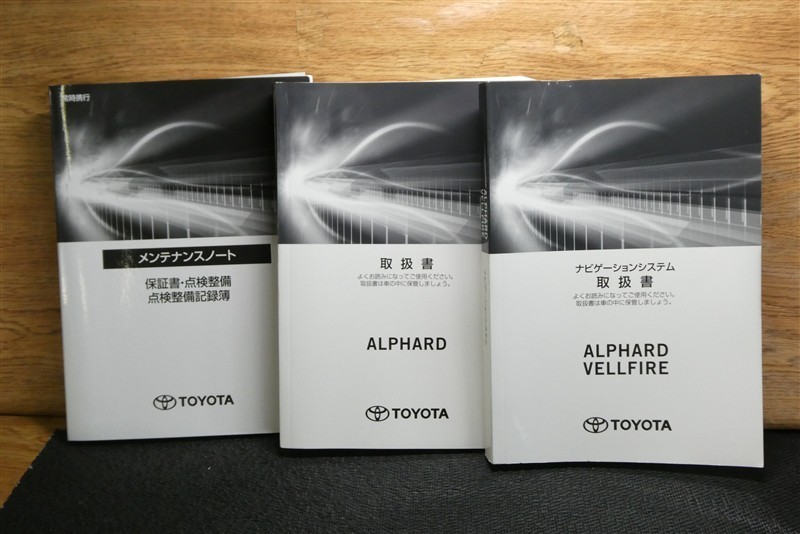 常時携行
メンテナンスノート
保証書・点検整備
点検整備記録簿
TOYOTA
取扱書
よくお読みになってご使用ください。
取扱書は車の中に保管しましょう。
ALPHARD
TOYOTA
ナビゲーションシステム
取扱書
よくお読みになってご使用ください。
取扱書は車の中に保管しましょう。
ALPHARD
VELLFIRE
TOYOTA